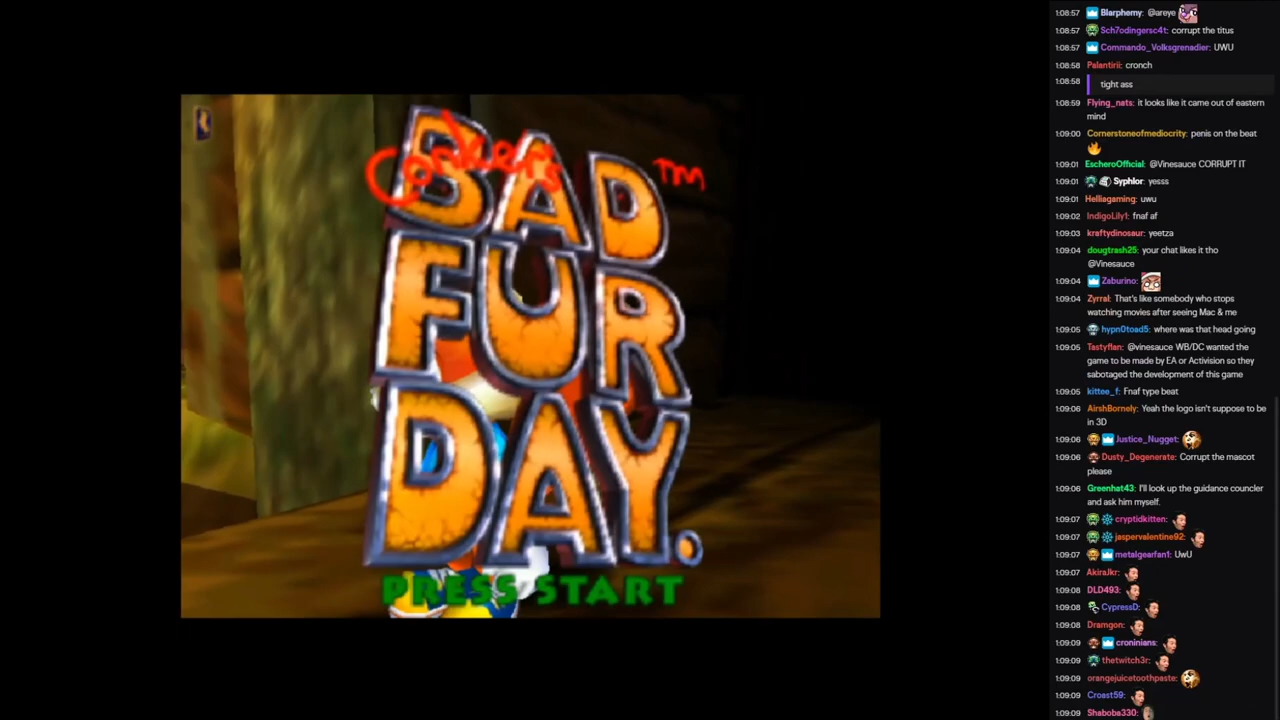 Conkers
BAD™
FUR
DAY.
PRESS START
1:08:57 Blarphemy: @areye
1:08:57 Sch7odingersc4t: corrupt the titus
1:08:57 Commando_Volksgrenadier: UWU
1:08:58 Palantirii: cronch
1:08:58 tight ass
1:08:59 Flying_nats: it looks like it came out of eastern
mind
1:09:00 Cornerstoneofmediocrity: penis on the beat
1:09:01 EscheroOfficial: @Vinesauce CORRUPT IT
1:09:01 Syphlor: yesss
1:09:01 Helliagaming: uwu
1:09:02 IndigoLily1: fnaf af
1:09:03 kraftydinosaur: yeetza
1:09:04 dougtrash25: your chat likes it tho
@Vinesauce
1:09:04 Zaburino:
1:09:04 Zyrral: That's like somebody who stops
watching movies after seeing Mac & me
1:09:05 hypn0toad5: where was that head going
1:09:05 Tastyflan: @vinesauce WB/DC wanted the
game to be made by EA or Activision so they
sabotaged the development of this game
1:09:05 kittee_f: Fnaf type beat
1:09:06 AirshBornely: Yeah the logo isn't suppose to be
in 3D
1:09:06 Justice_Nugget:
1:09:06 Dusty_Degenerate: Corrupt the mascot
please
1:09:06 Greenhat43: I'll look up the guidance councler
and ask him myself.
1:09:07 cryptidkitten:
1:09:07 jaspervalentine92:
1:09:07 metalgearfan1: UwU
1:09:07 AkiraJkr:
1:09:08 DLD493:
1:09:08 CypressD:
1:09:08 Dramgon:
1:09:09 croninians:
1:09:09 thetwitch3r:
1:09:09 orangejuicetoothpaste:
1:09:09 Croast59:
1:09:09 Shaboba330: